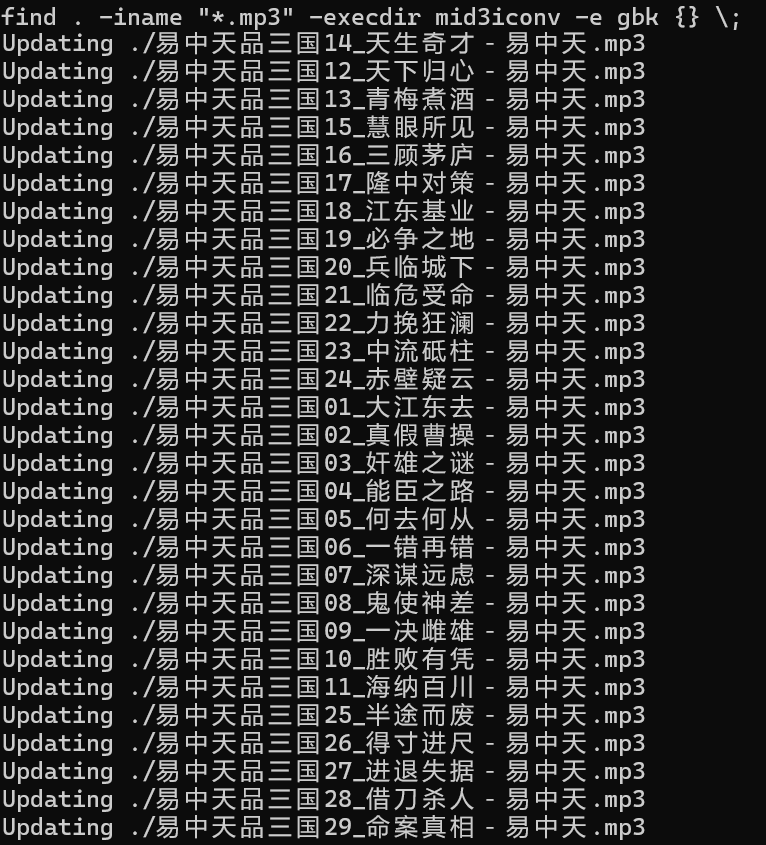 find . -iname "*.mp3" -execdir mid3iconv -e gbk {} \;
Updating ./易中天品三国14_天生奇才 - 易中天.mp3
Updating ./易中天品三国12_天下归心 - 易中天.mp3
Updating ./易中天品三国13_青梅煮酒 - 易中天.mp3
Updating ./易中天品三国15_慧眼所见 - 易中天.mp3
Updating ./易中天品三国16_三顾茅庐 - 易中天.mp3
Updating ./易中天品三国17_隆中对策 - 易中天.mp3
Updating ./易中天品三国18_江东基业 - 易中天.mp3
Updating ./易中天品三国19_必争之地 - 易中天.mp3
Updating ./易中天品三国20_兵临城下 - 易中天.mp3
Updating ./易中天品三国21_临危受命 - 易中天.mp3
Updating ./易中天品三国22_力挽狂澜 - 易中天.mp3
Updating ./易中天品三国23_中流砥柱 - 易中天.mp3
Updating ./易中天品三国24_赤壁疑云 - 易中天.mp3
Updating ./易中天品三国01_大江东去 - 易中天.mp3
Updating ./易中天品三国02_真假曹操 - 易中天.mp3
Updating ./易中天品三国03_奸雄之谜 - 易中天.mp3
Updating ./易中天品三国04_能臣之路 - 易中天.mp3
Updating ./易中天品三国05_何去何从 - 易中天.mp3
Updating ./易中天品三国06_一错再错 - 易中天.mp3
Updating ./易中天品三国07_深谋远虑 - 易中天.mp3
Updating ./易中天品三国08_鬼使神差 - 易中天.mp3
Updating ./易中天品三国09_一决雌雄 - 易中天.mp3
Updating ./易中天品三国10_胜败有凭 - 易中天.mp3
Updating ./易中天品三国11_海纳百川 - 易中天.mp3
Updating ./易中天品三国25_半途而废 - 易中天.mp3
Updating ./易中天品三国26_得寸进尺 - 易中天.mp3
Updating ./易中天品三国27_进退失据 - 易中天.mp3
Updating ./易中天品三国28_借刀杀人 - 易中天.mp3
Updating ./易中天品三国29_命案真相 - 易中天.mp3